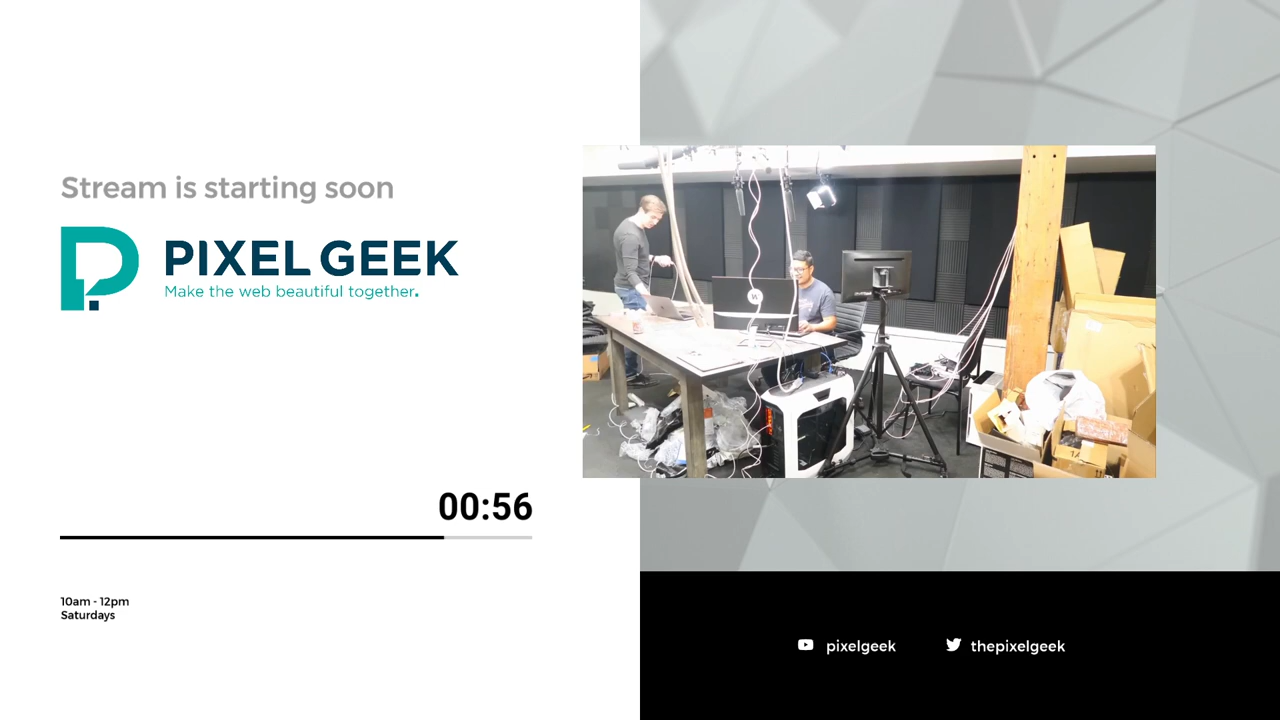 Stream is starting soon
PIXEL GEEK
Make the web beautiful together.
00:56
10am - 12pm
Saturdays
pixelgeek
thepixelgeek